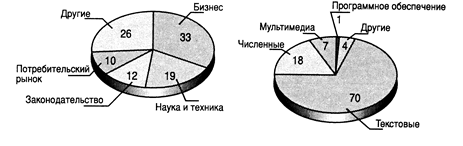 Другие
Бизнес
26
33
Потребительский
рынок
10
12
19
Законодательство
Наука и техника
Программное обеспечение
1
Мультимедиа
Другие
7
4
Численные
18
70
Текстовые